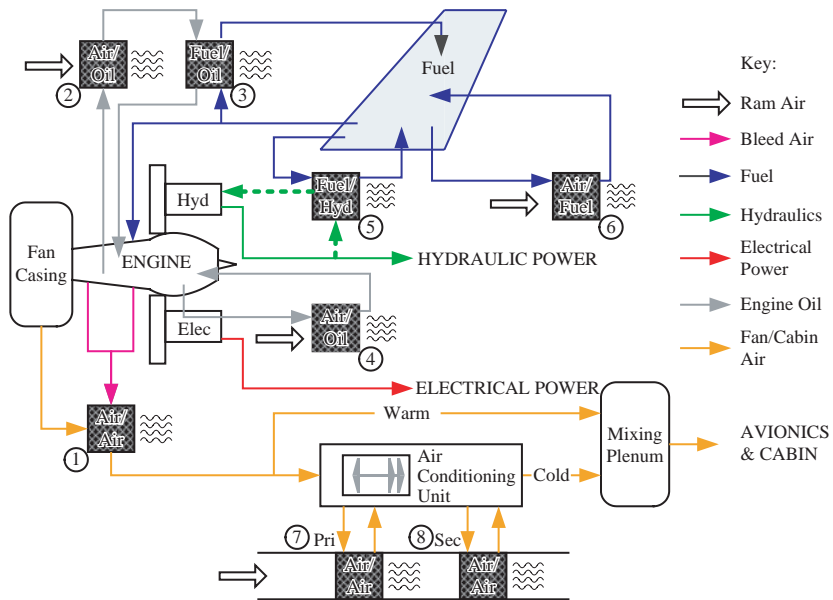 Air/
Oil
2
Fuel/
Oil
3
Fuel
Key:
Ram Air
Bleed Air
Fuel
Hydraulics
Electrical
Power
Engine Oil
Fan/Cabin
Air
Hyd
Fuel/
Hyd
5
Air/
Fuel
6
Fan
Casing
ENGINE
HYDRAULIC POWER
Elec
Air/
Oil
4
ELECTRICAL POWER
Air/
Air
1
Warm
Mixing
Plenum
AVIONICS
& CABIN
Air
Conditioning
Unit
Cold
7 Pri
8 Sec
Air/
Air
Air/
Air